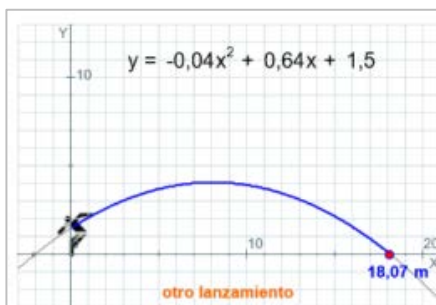 Y
y = -0,04x² + 0,64x + 1,5
10
10
20
X
18,07 m
otro lanzamiento